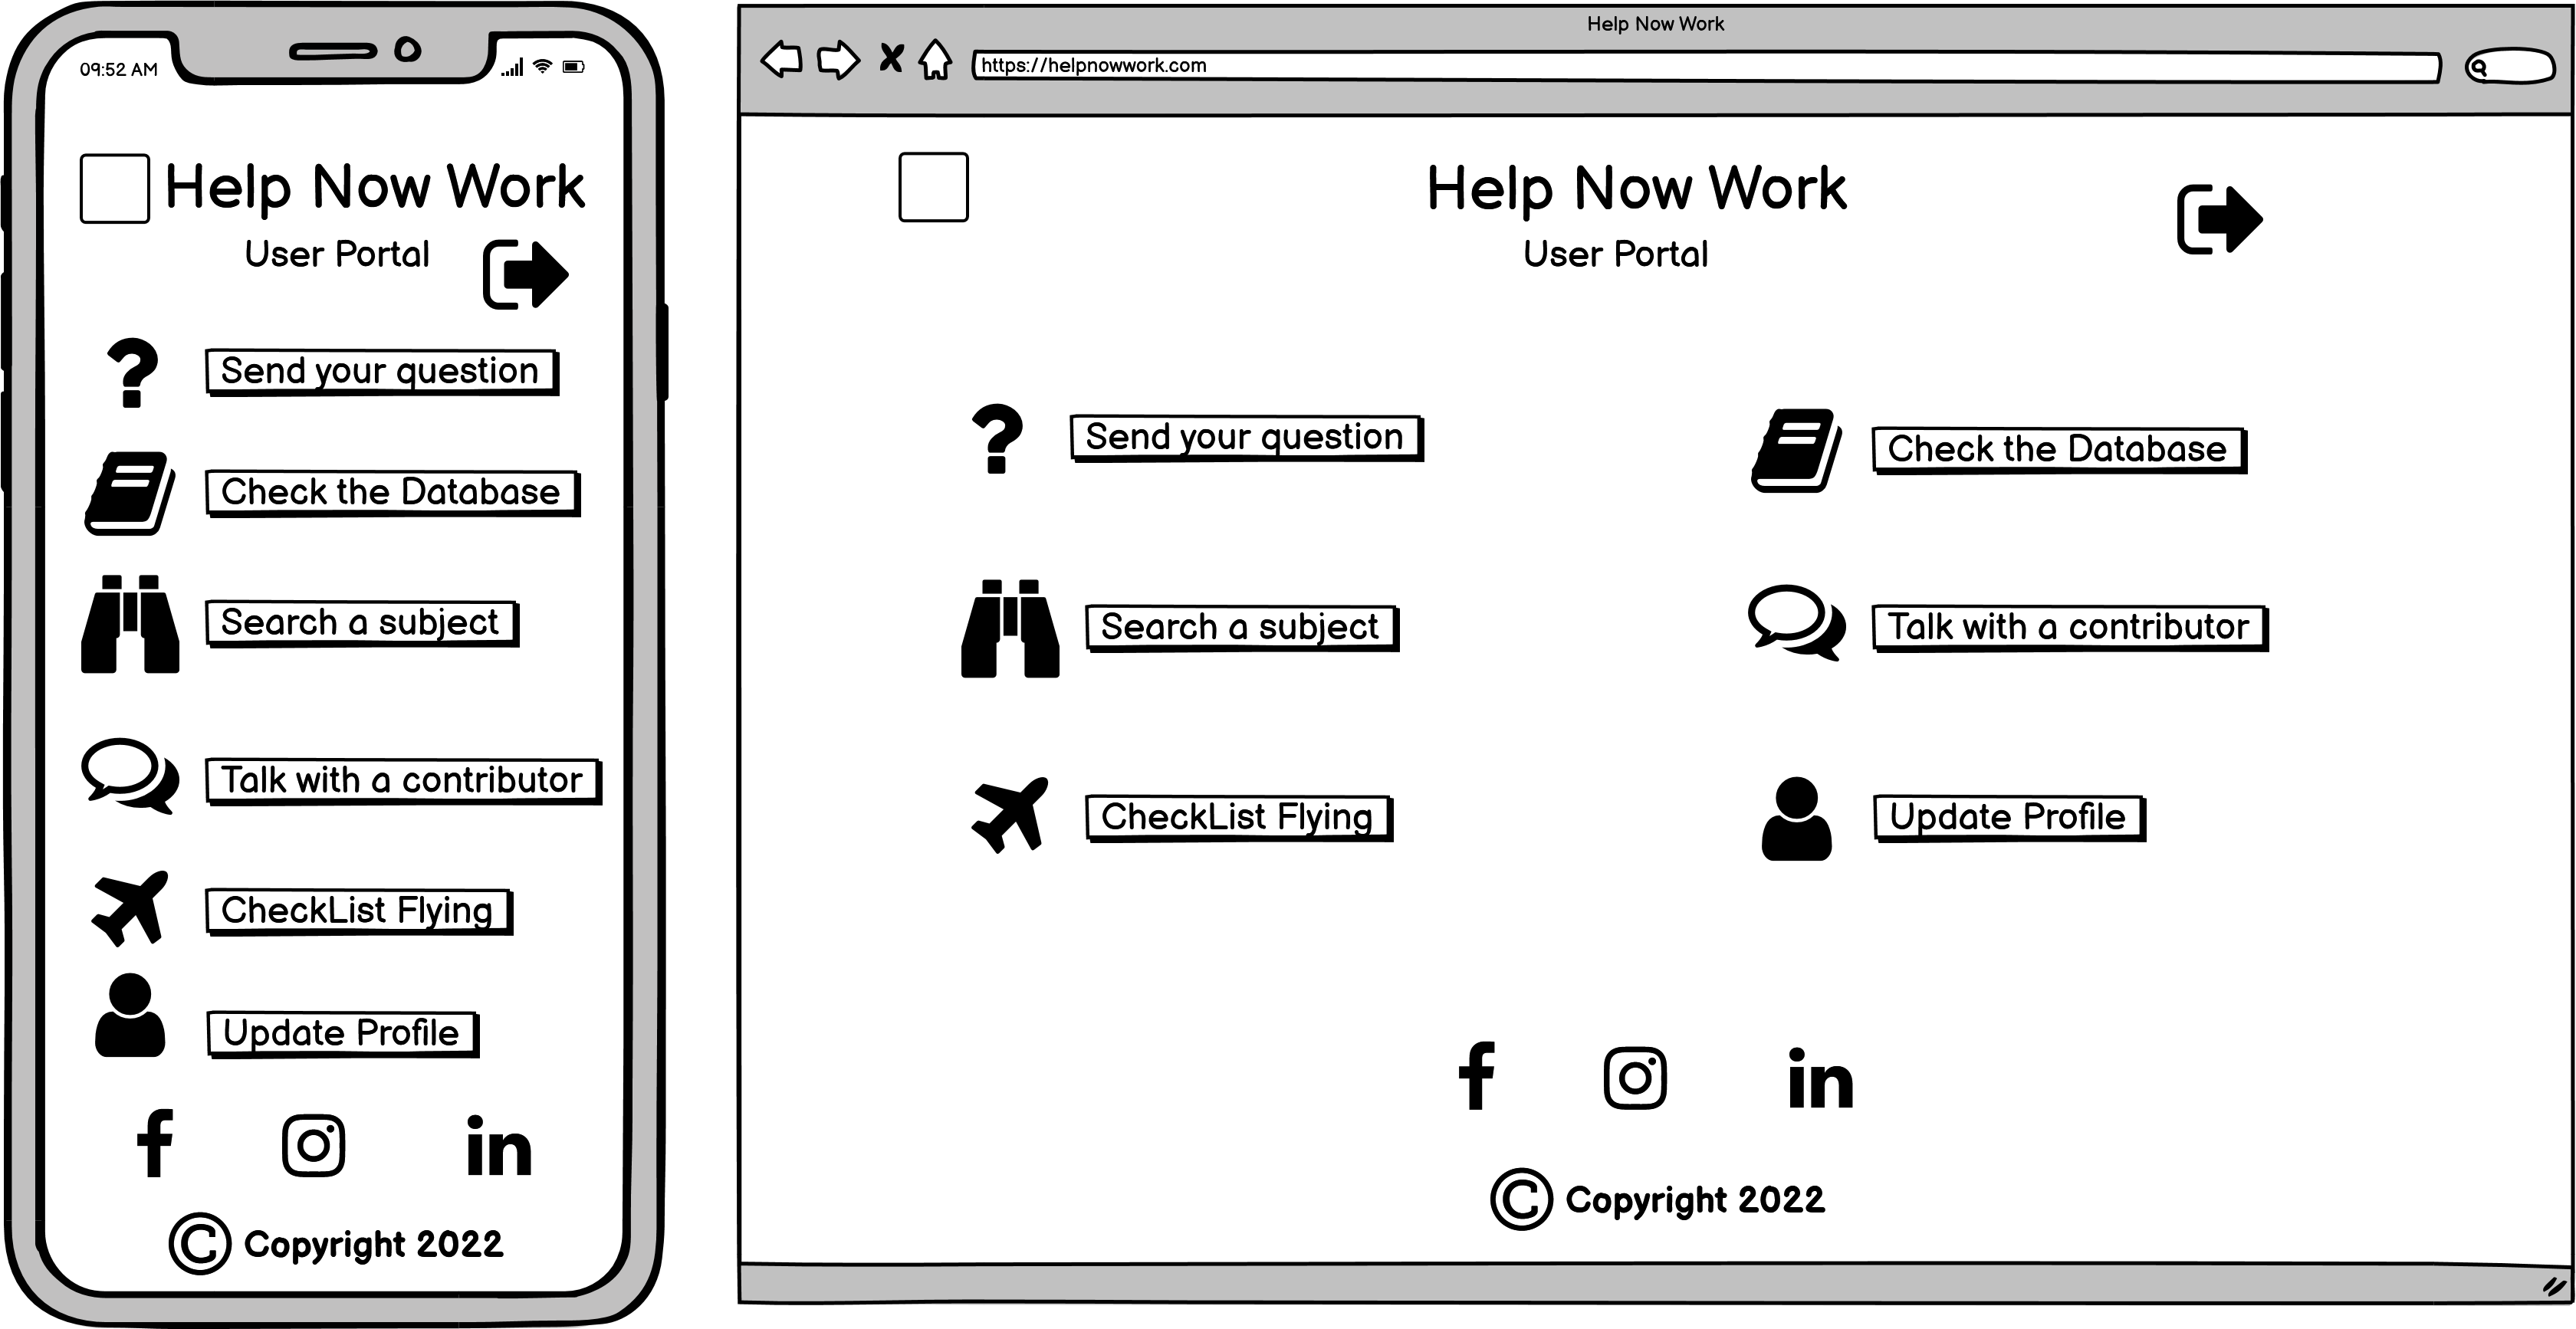 09:52 AM
Help Now Work
User Portal
Send your question
Check the Database
Search a subject
Talk with a contributor
CheckList Flying
Update Profile
f
in
© Copyright 2022
Help Now Work
https://helpnowwork.com
Help Now Work
User Portal
Send your question
Check the Database
Search a subject
Talk with a contributor
CheckList Flying
Update Profile
f
in
© Copyright 2022